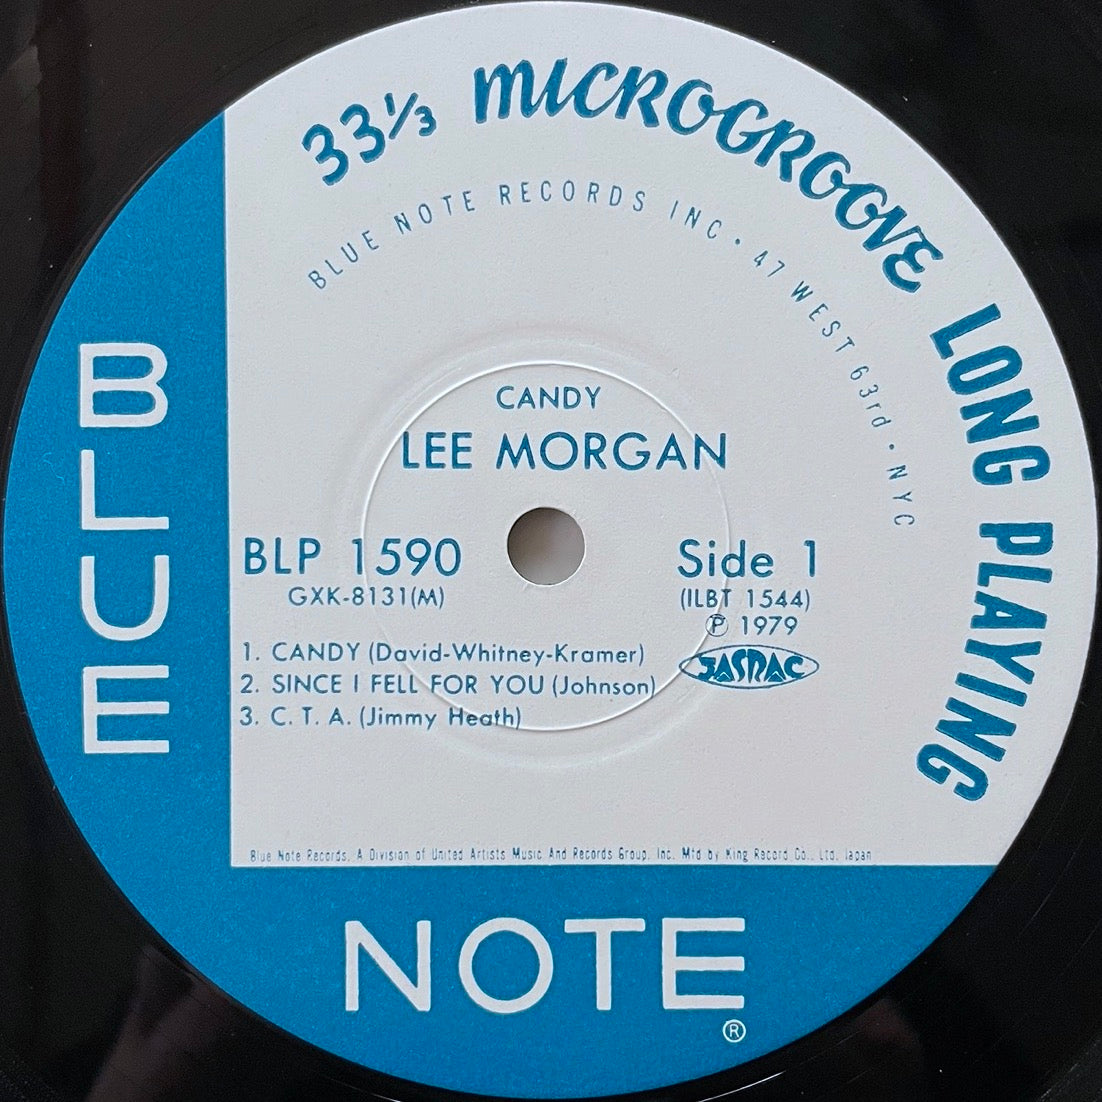 33⅓ MICROGROOVE LONG PLAYING
BLUE NOTE RECORDS INC · 47 WEST 63rd · NYC
CANDY
LEE MORGAN
BLP 1590
GXK-8131(M)
Side 1
(ILBT 1544)
℗ 1979
JASRAC
1. CANDY (David-Whitney-Kramer)
2. SINCE I FELL FOR YOU (Johnson)
3. C. T. A. (Jimmy Heath)
Blue Note Records, A Division of United Artists Music And Records Group, Inc. Mfd by King Record Co., Ltd. Japan
BLUE
NOTE
®